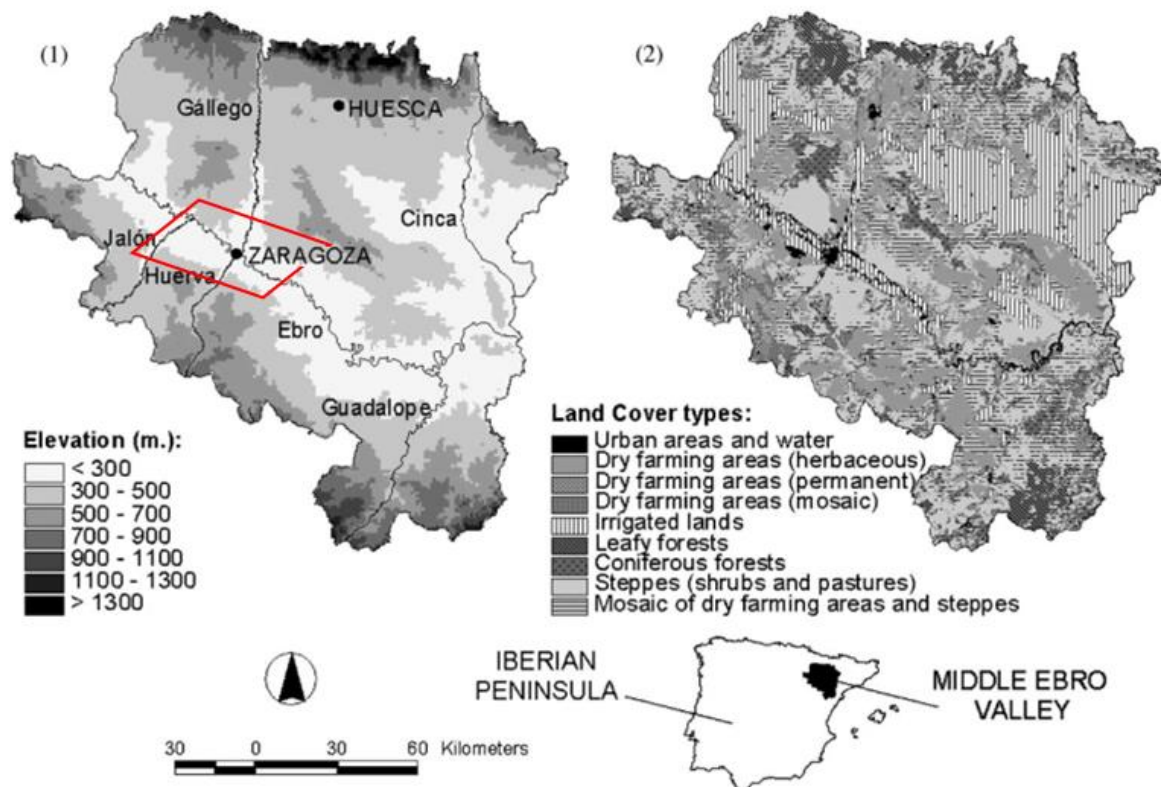 (1)
Gállego
HUESCA
Cinca
Jalón
ZARAGOZA
Huerva
Ebro
Guadalope
Elevation (m.):
< 300
300 - 500
500 - 700
700 - 900
900 - 1100
1100 - 1300
> 1300
(2)
Land Cover types:
Urban areas and water
Dry farming areas (herbaceous)
Dry farming areas (permanent)
Dry farming areas (mosaic)
Irrigated lands
Leafy forests
Coniferous forests
Steppes (shrubs and pastures)
Mosaic of dry farming areas and steppes
IBERIAN
PENINSULA
MIDDLE EBRO
VALLEY
30 0 30 60 Kilometers